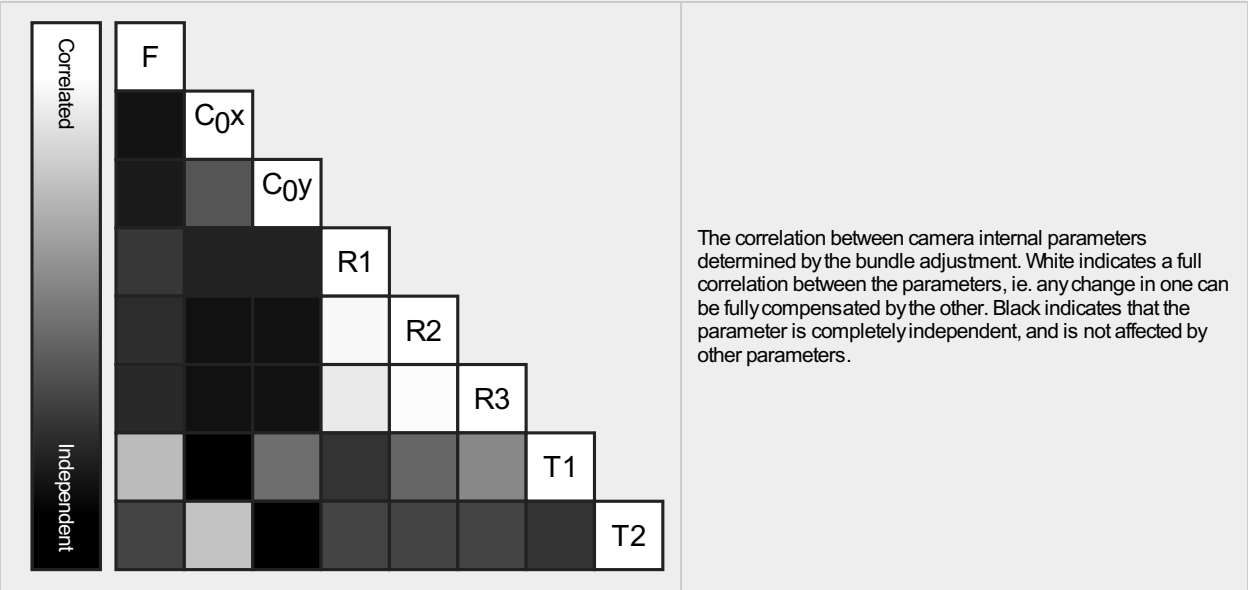 Correlated
Independent
F
C0x
C0y
R1
R2
R3
T1
T2
The correlation between camera internal parameters
determined by the bundle adjustment. White indicates a full
correlation between the parameters, ie. any change in one can
be fully compensated by the other. Black indicates that the
parameter is completely independent, and is not affected by
other parameters.